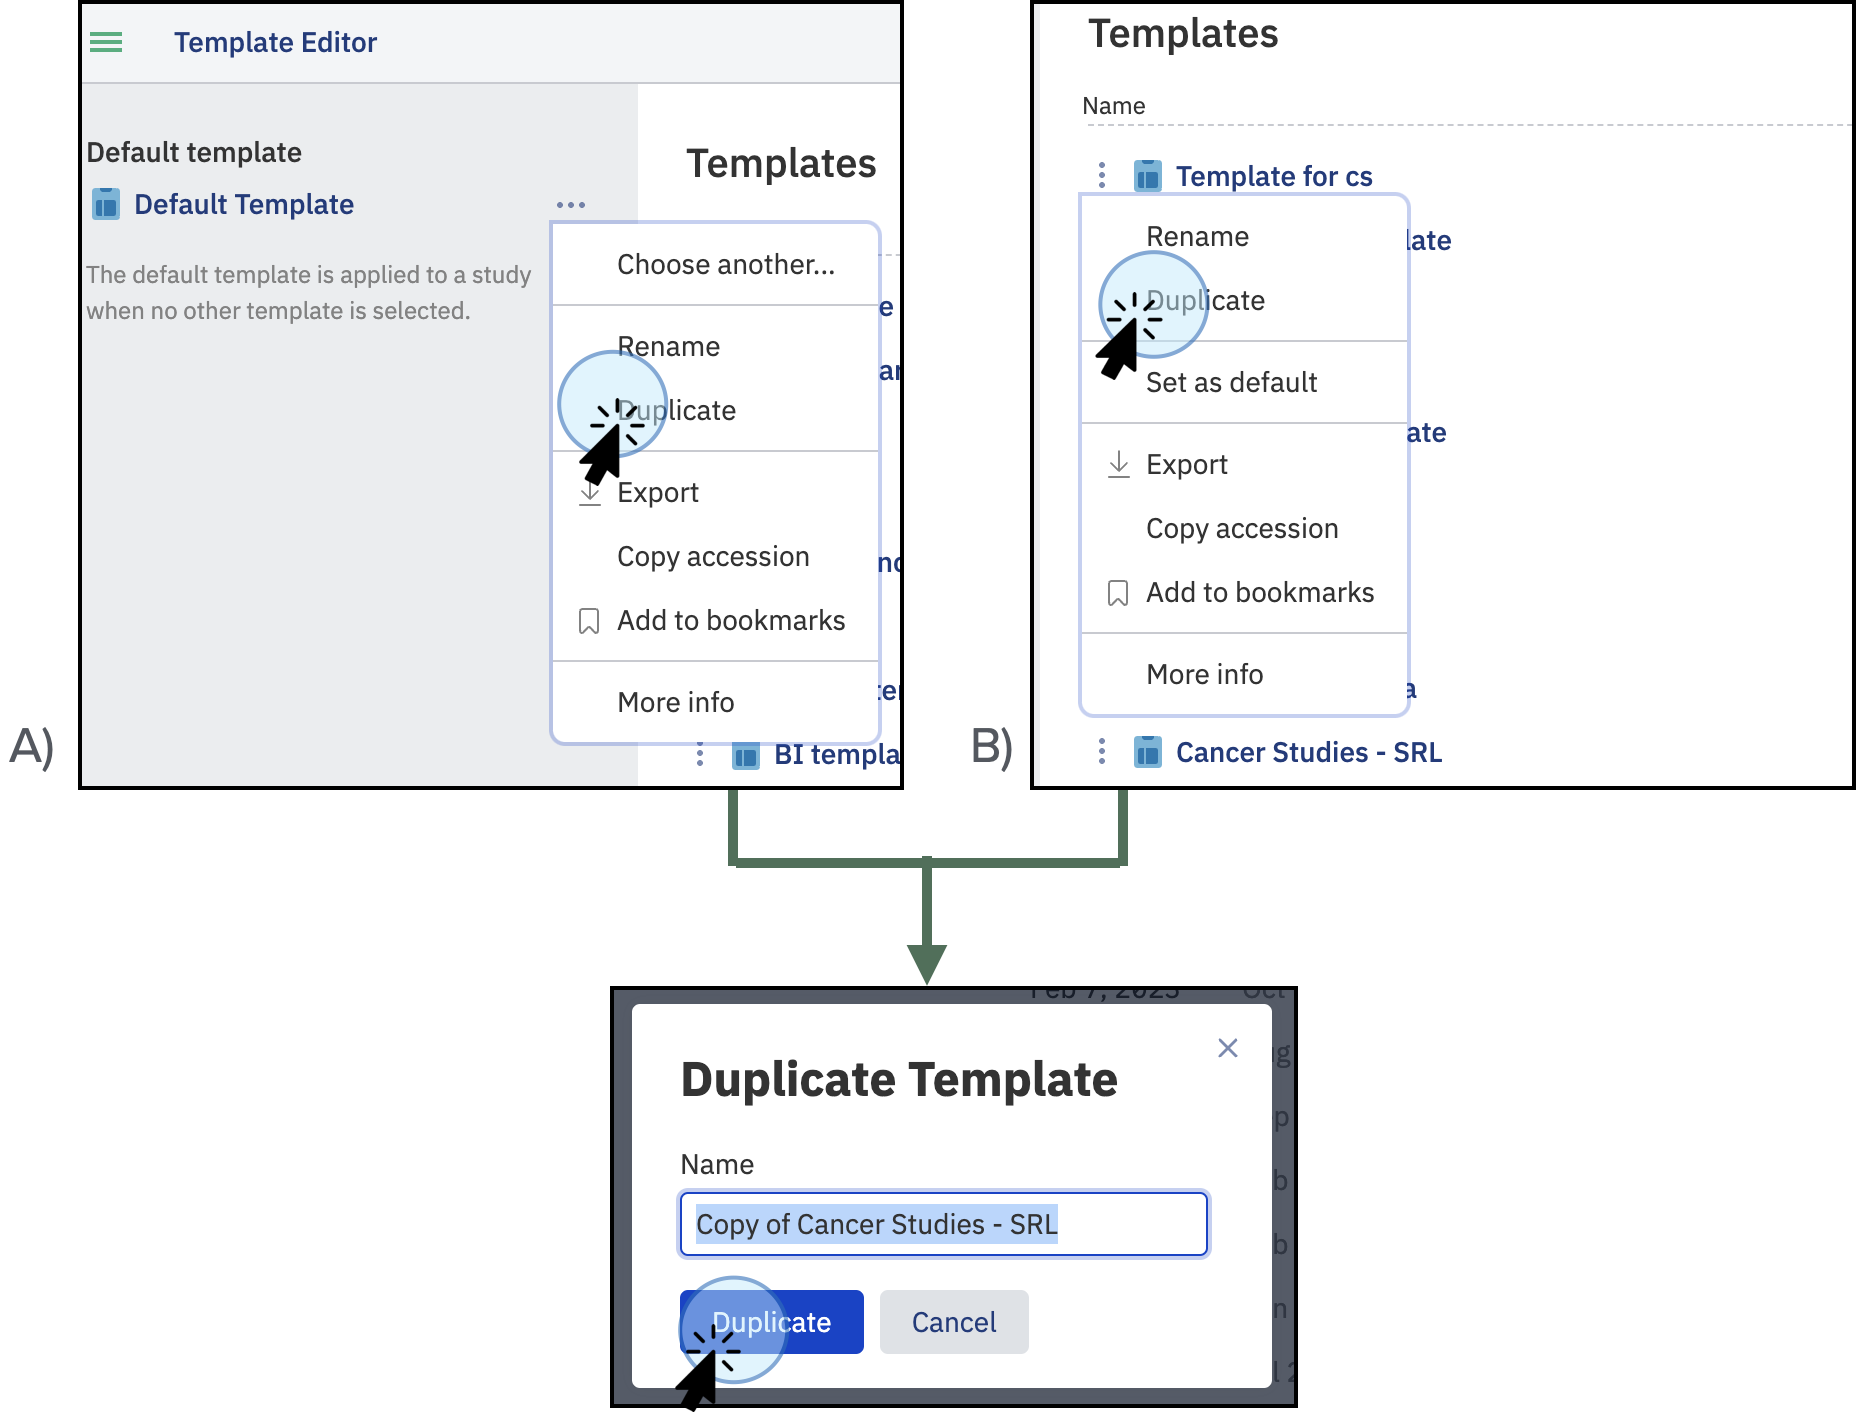 Template Editor
Default template
Default Template
The default template is applied to a study
when no other template is selected.
Templates
Choose another...
Rename
Duplicate
Export
Copy accession
Add to bookmarks
More info
BI templa
A)
Templates
Name
Template for cs
Rename
late
Duplicate
Set as default
ate
Export
Copy accession
Add to bookmarks
More info
a
Cancer Studies - SRL
B)
Duplicate Template
Name
Copy of Cancer Studies - SRL
Duplicate
Cancel